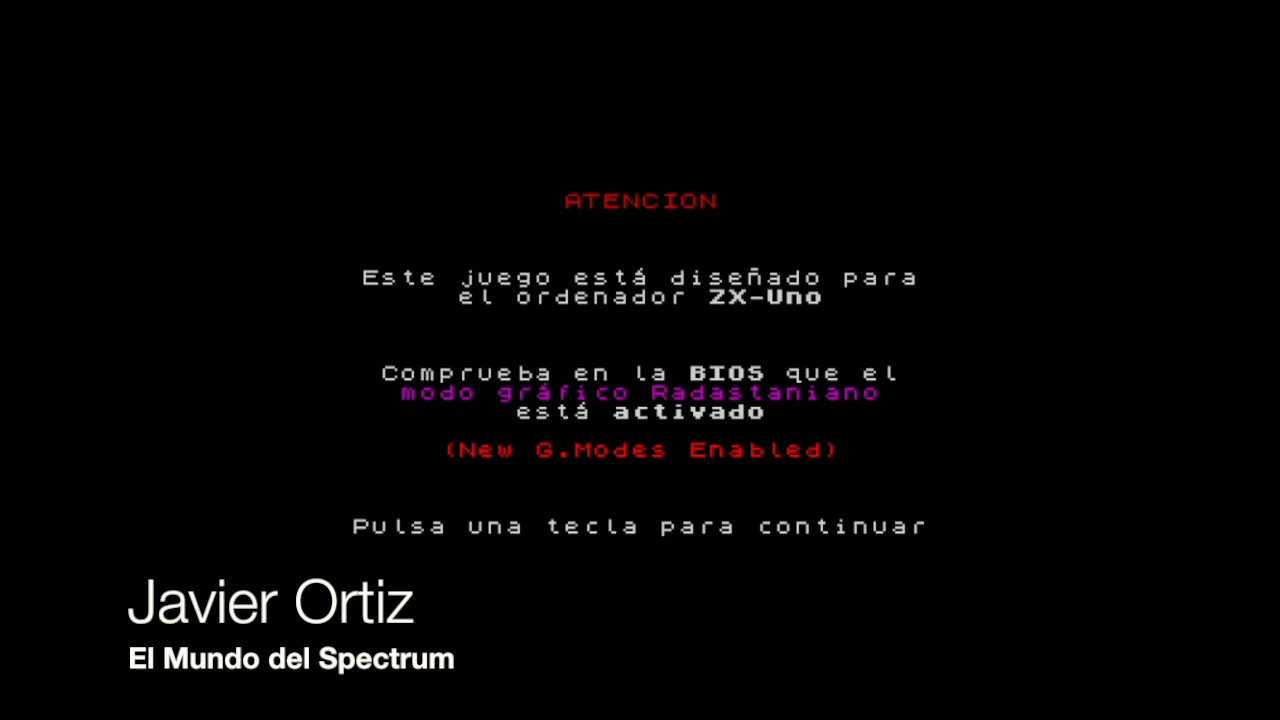 ATENCION
Este juego está diseñado para
el ordenador ZX-Uno
Comprueba en la BIOS que el
modo gráfico Radastaniano
está activado
(New G.Modes Enabled)
Pulsa una tecla para continuar
Javier Ortiz
El Mundo del Spectrum